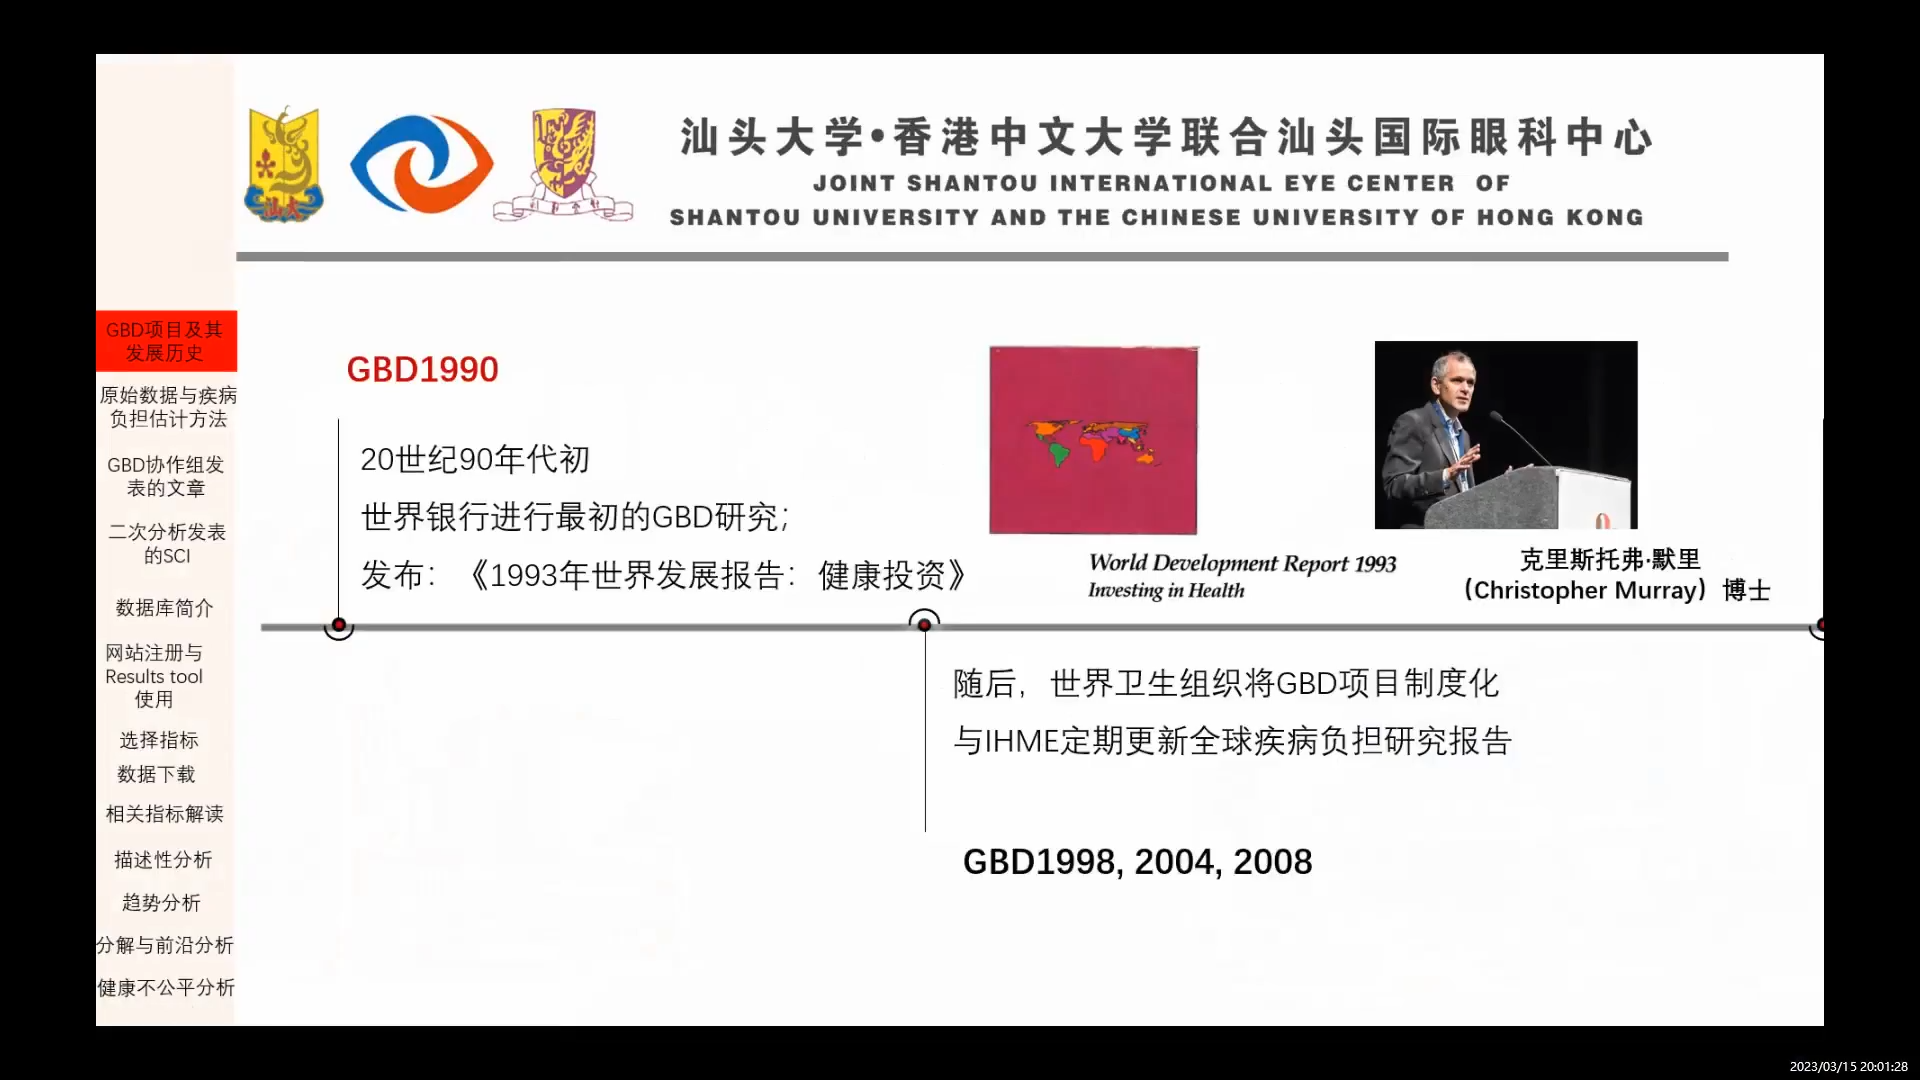 汕头大学•香港中文大学联合汕头国际眼科中心
JOINT SHANTOU INTERNATIONAL EYE CENTER OF
SHANTOU UNIVERSITY AND THE CHINESE UNIVERSITY OF HONG KONG
GBD项目及其
发展历史
原始数据与疾病
负担估计方法
GBD协作组发
表的文章
二次分析发表
的SCI
数据库简介
网站注册与
Results tool
使用
选择指标
数据下载
相关指标解读
描述性分析
趋势分析
分解与前沿分析
健康不公平分析
GBD1990
20世纪90年代初
世界银行进行最初的GBD研究；
发布：《1993年世界发展报告：健康投资》
World Development Report 1993
Investing in Health
克里斯托弗·默里
（Christopher Murray）博士
随后，世界卫生组织将GBD项目制度化
与IHME定期更新全球疾病负担研究报告
GBD1998, 2004, 2008
2023/03/15 20:01:28